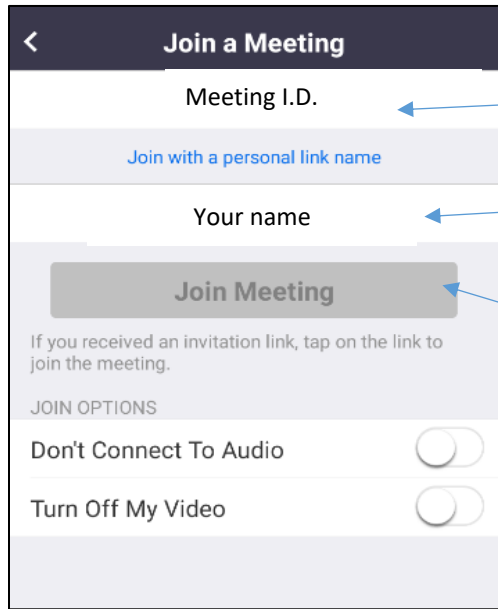 Join a Meeting
Meeting I.D.
Join with a personal link name
Your name
Join Meeting
If you received an invitation link, tap on the link to
join the meeting.
JOIN OPTIONS
Don't Connect To Audio
Turn Off My Video